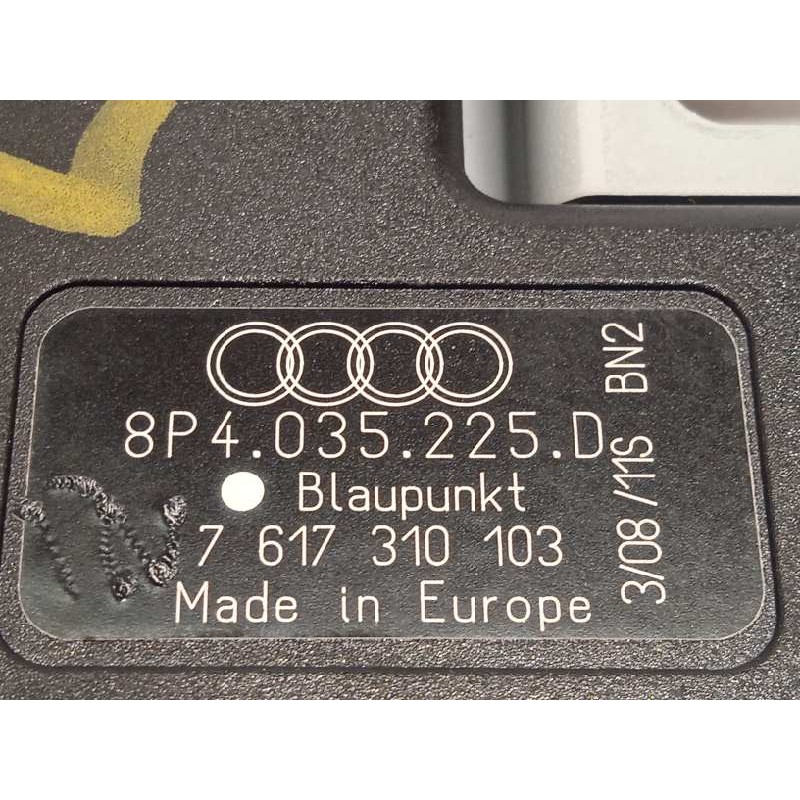 8P4.035.225.D
Blaupunkt
7 617 310 103
Made in Europe
3/08/11S BN2